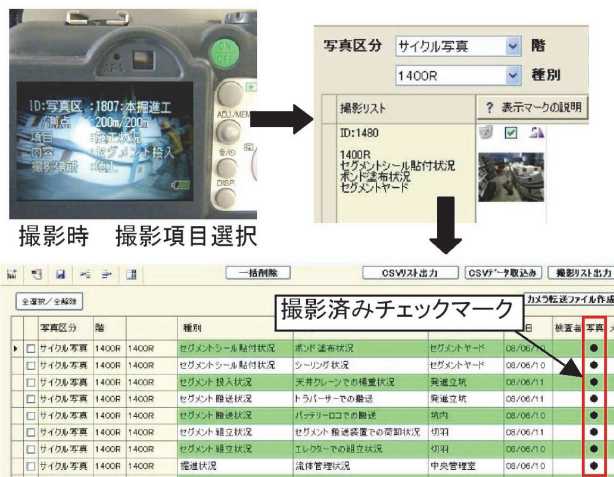 ON
OFF
AF/S
ADJ./MEM
DISP
ID:写真区 :1807:本掘進工
/測点 :200m/200m
項目 :施工状況
内容 :セグメント投入
撮影場所 :地上
撮影時 撮影項目選択
写真区分 サイクル写真 階
1400R 種別
撮影リスト ? 表示マークの説明
ID:1480
1400R
セグメントシール貼付状況
ボンド塗布状況
セグメントヤード
一括削除 CSVリスト出力 CSVデータ取込み 撮影リスト出力
全選択/全解除 カメラ転送ファイル作成
撮影済みチェックマーク
写真区分 階 種別 日 検査者 写真
サイクル写真 1400R 1400R セグメントシール貼付状況 ボンド塗布状況 セグメントヤード 08/06/10 ●
サイクル写真 1400R 1400R セグメントシール貼付状況 シーリング状況 セグメントヤード 08/06/10 ●
サイクル写真 1400R 1400R セグメント投入状況 天井クレーンでの積重状況 発進立坑 08/06/11 ●
サイクル写真 1400R 1400R セグメント搬送状況 トラバーサーでの搬送 発進立坑 08/06/11 ●
サイクル写真 1400R 1400R セグメント搬送状況 バッテリーロコでの搬送 坑内 08/06/10 ●
サイクル写真 1400R 1400R セグメント組立状況 セグメント搬送装置での荷卸状況 切羽 08/06/11 ●
サイクル写真 1400R 1400R セグメント組立状況 エレクターでの組立状況 切羽 08/06/10 ●
サイクル写真 1400R 1400R 掘進状況 流体管理状況 中央管理室 08/06/10 ●